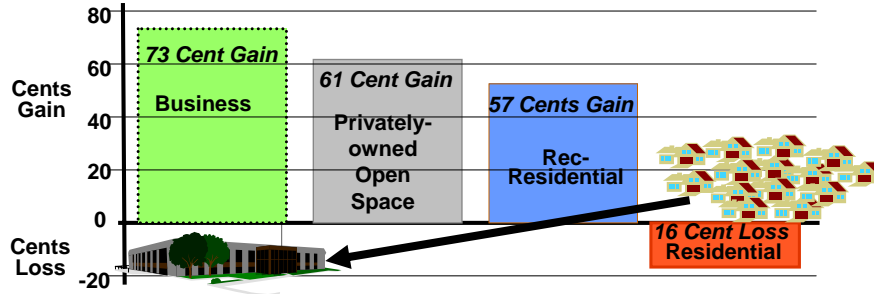 80
60
40
20
0
-20
Cents
Gain
Cents
Loss
73 Cent Gain
Business
61 Cent Gain
Privately-
owned
Open
Space
57 Cents Gain
Rec-
Residential
16 Cent Loss
Residential